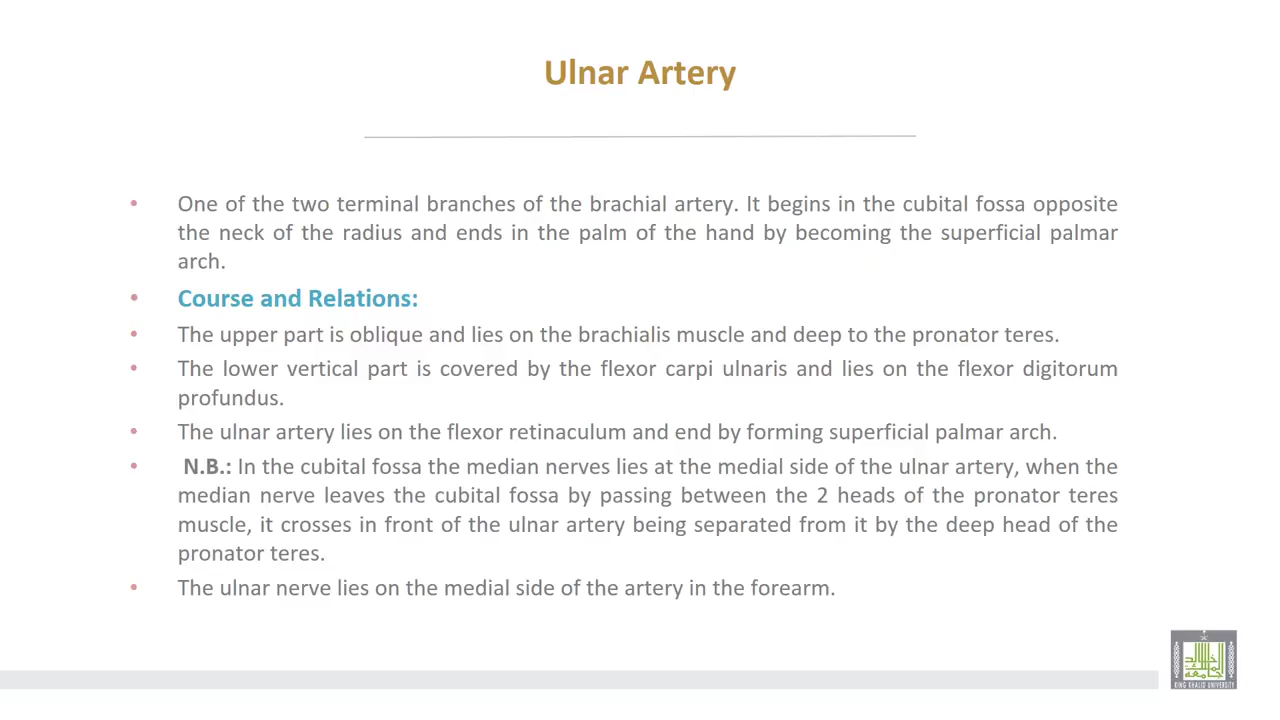 Ulnar Artery
• One of the two terminal branches of the brachial artery. It begins in the cubital fossa opposite
the neck of the radius and ends in the palm of the hand by becoming the superficial palmar
arch.
• Course and Relations:
• The upper part is oblique and lies on the brachialis muscle and deep to the pronator teres.
• The lower vertical part is covered by the flexor carpi ulnaris and lies on the flexor digitorum
profundus.
• The ulnar artery lies on the flexor retinaculum and end by forming superficial palmar arch.
• N.B.: In the cubital fossa the median nerves lies at the medial side of the ulnar artery, when the
median nerve leaves the cubital fossa by passing between the 2 heads of the pronator teres
muscle, it crosses in front of the ulnar artery being separated from it by the deep head of the
pronator teres.
• The ulnar nerve lies on the medial side of the artery in the forearm.
KING KHALID UNIVERSITY